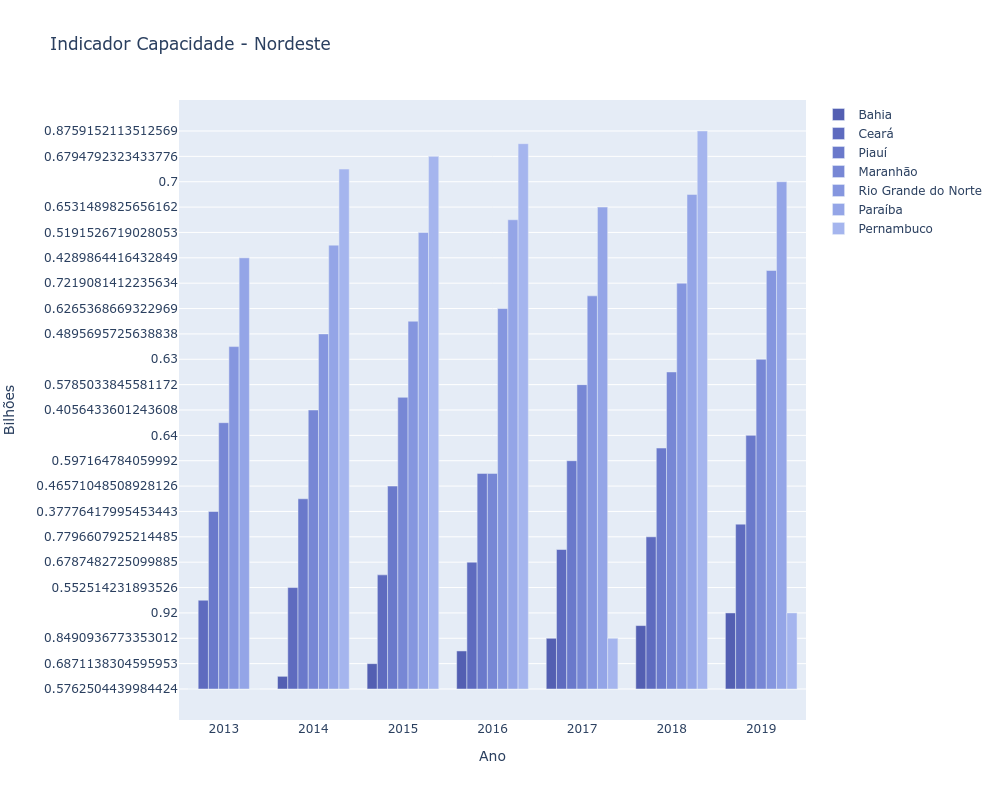 Indicador Capacidade - Nordeste
0.8759152113512569
0.6794792323433776
0.7
0.6531489825656162
0.5191526719028053
0.4289864416432849
0.7219081412235634
0.6265368669322969
0.4895695725638838
0.63
0.5785033845581172
0.4056433601243608
0.64
0.597164784059992
0.46571048508928126
0.37776417995453443
0.7796607925214485
0.6787482725099885
0.552514231893526
0.92
0.8490936773353012
0.6871138304595953
0.5762504439984424
Bilhões
2013 2014 2015 2016 2017 2018 2019
Ano
Bahia
Ceará
Piauí
Maranhão
Rio Grande do Norte
Paraíba
Pernambuco